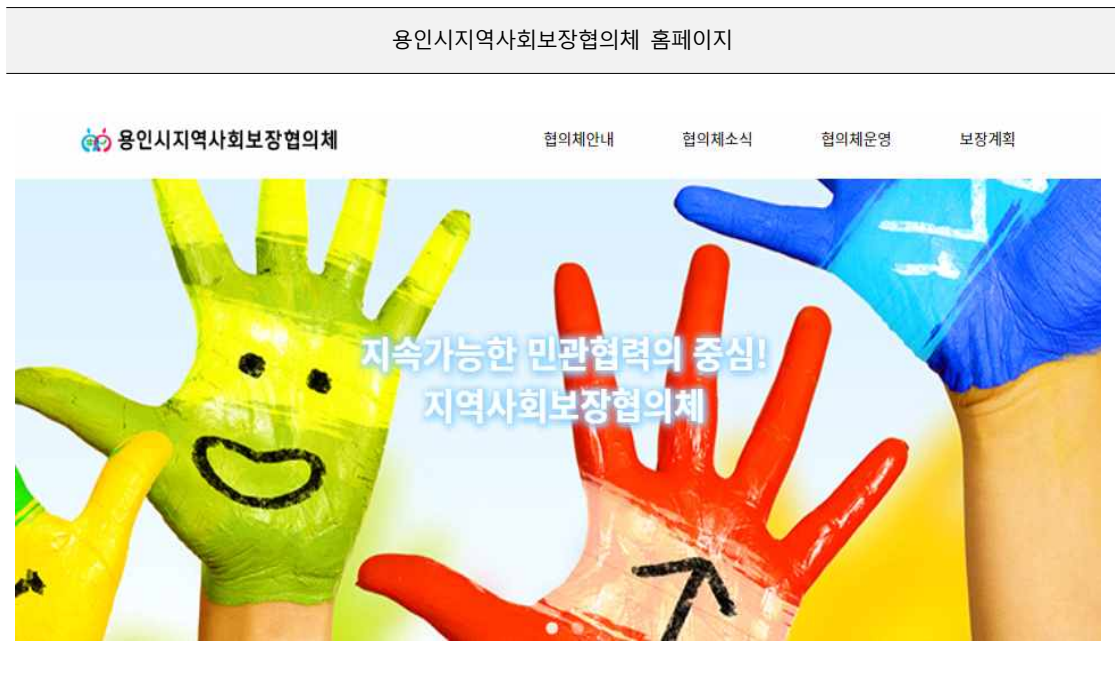 용인시지역사회보장협의체 홈페이지
용인시지역사회보장협의체
협의체안내 협의체소식 협의체운영 보장계획
지속가능한 민관협력의 중심!
지역사회보장협의체